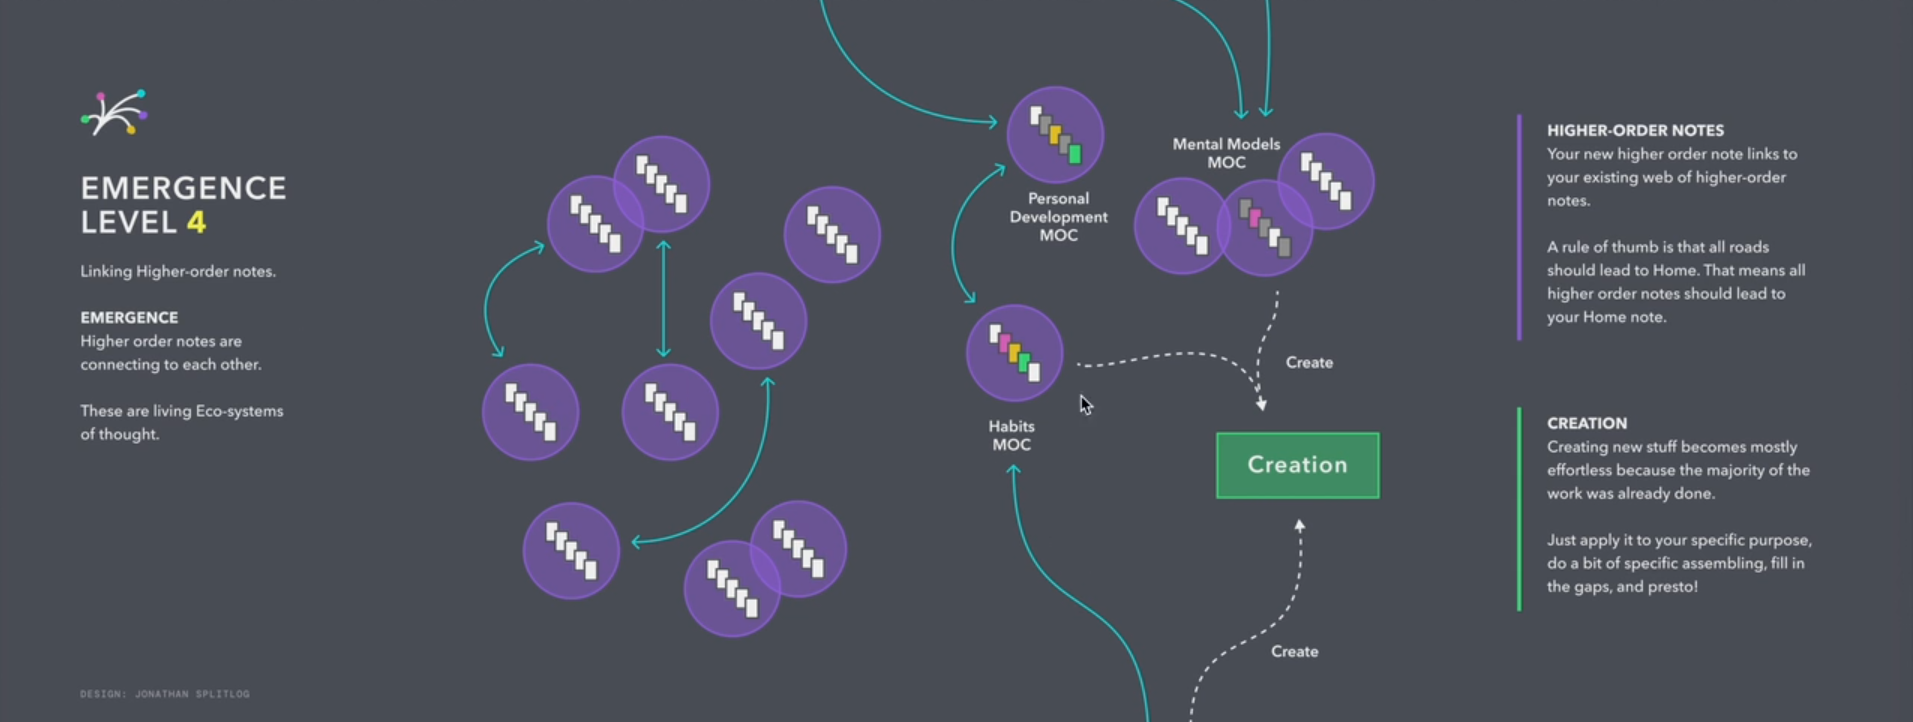 EMERGENCE
LEVEL 4
Linking Higher-order notes.
EMERGENCE
Higher order notes are
connecting to each other.
These are living Eco-systems
of thought.
DESIGN: JONATHAN SPLITLOG
Personal
Development
MOC
Mental Models
MOC
Habits
MOC
Create
Creation
Create
HIGHER-ORDER NOTES
Your new higher order note links to
your existing web of higher-order
notes.
A rule of thumb is that all roads
should lead to Home. That means all
higher order notes should lead to
your Home note.
CREATION
Creating new stuff becomes mostly
effortless because the majority of the
work was already done.
Just apply it to your specific purpose,
do a bit of specific assembling, fill in
the gaps, and presto!